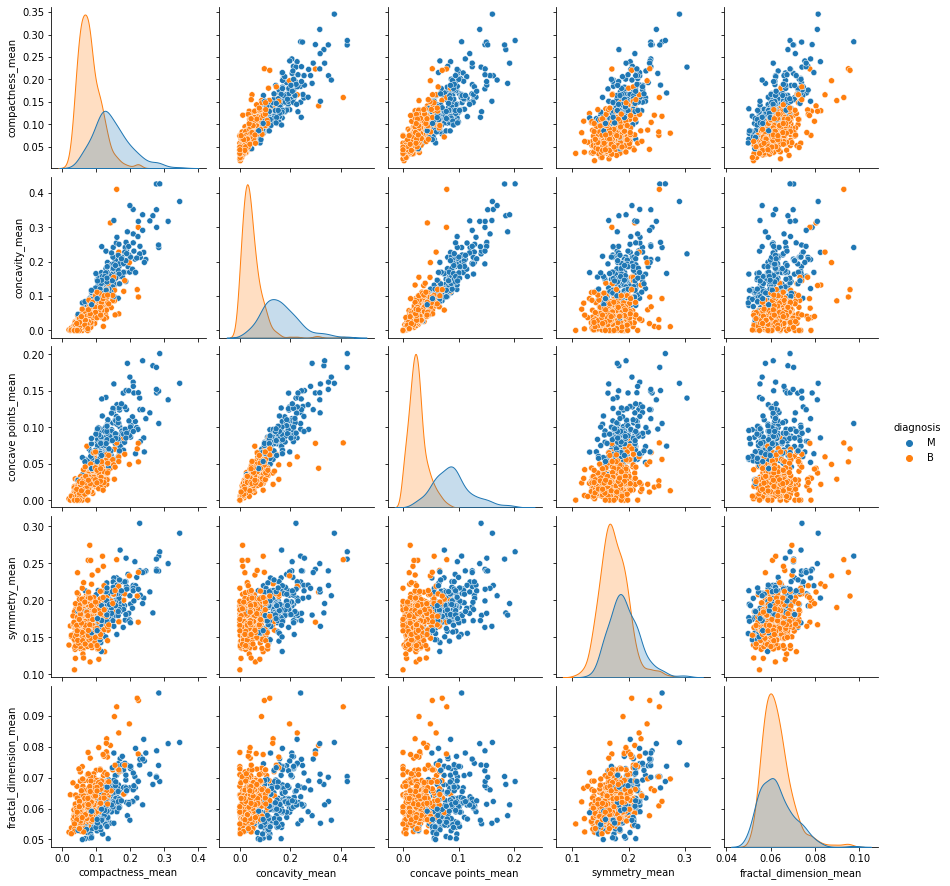 0.35
0.30
0.25
0.20
0.15
0.10
0.05
compactness_mean
0.4
0.3
0.2
0.1
0.0
concavity_mean
0.20
0.15
0.10
0.05
0.00
concave points_mean
diagnosis
M
B
0.30
0.25
0.20
0.15
0.10
symmetry_mean
0.09
0.08
0.07
0.06
0.05
fractal_dimension_mean
0.0 0.1 0.2 0.3 0.4
compactness_mean
0.0 0.2 0.4
concavity_mean
0.0 0.1 0.2
concave points_mean
0.1 0.2 0.3
symmetry_mean
0.04 0.06 0.08 0.10
fractal_dimension_mean